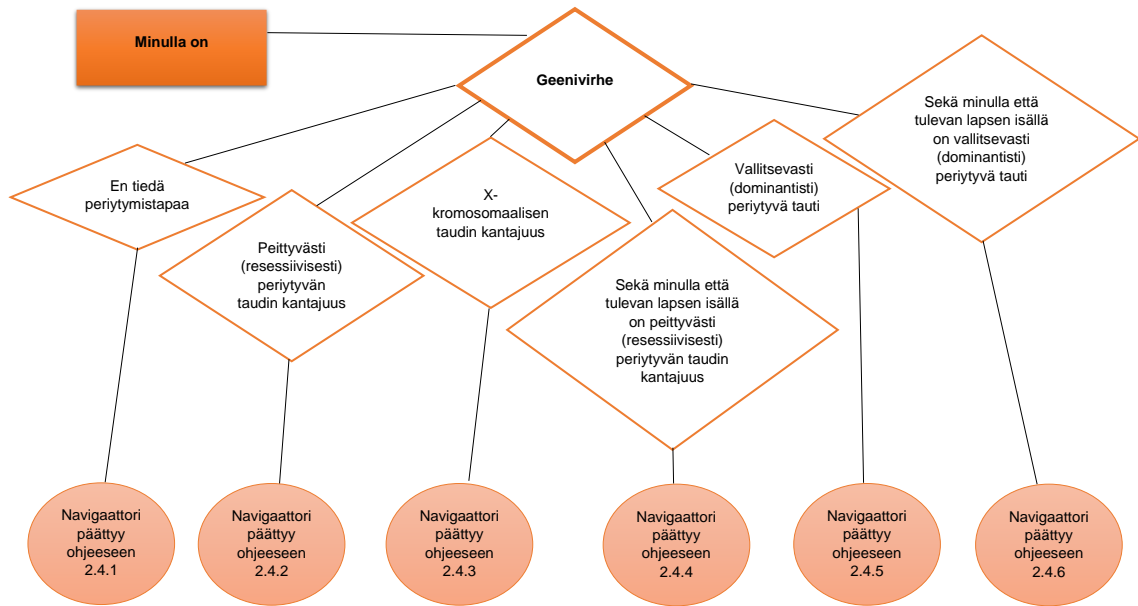 Minulla on
Geenivirhe
En tiedä
periytymistapaa
Peittyvästi
(resessiivisesti)
periytyvän
taudin kantajuus
X-
kromosomaalisen
taudin kantajuus
Sekä minulla että
tulevan lapsen isällä
on peittyvästi
(resessiivisesti)
periytyvän taudin
kantajuus
Vallitsevasti
(dominantisti)
periytyvä tauti
Sekä minulla että
tulevan lapsen isällä
on vallitsevasti
(dominantisti)
periytyvä tauti
Navigaattori
päättyy
ohjeeseen
2.4.1
Navigaattori
päättyy
ohjeeseen
2.4.2
Navigaattori
päättyy
ohjeeseen
2.4.3
Navigaattori
päättyy
ohjeeseen
2.4.4
Navigaattori
päättyy
ohjeeseen
2.4.5
Navigaattori
päättyy
ohjeeseen
2.4.6